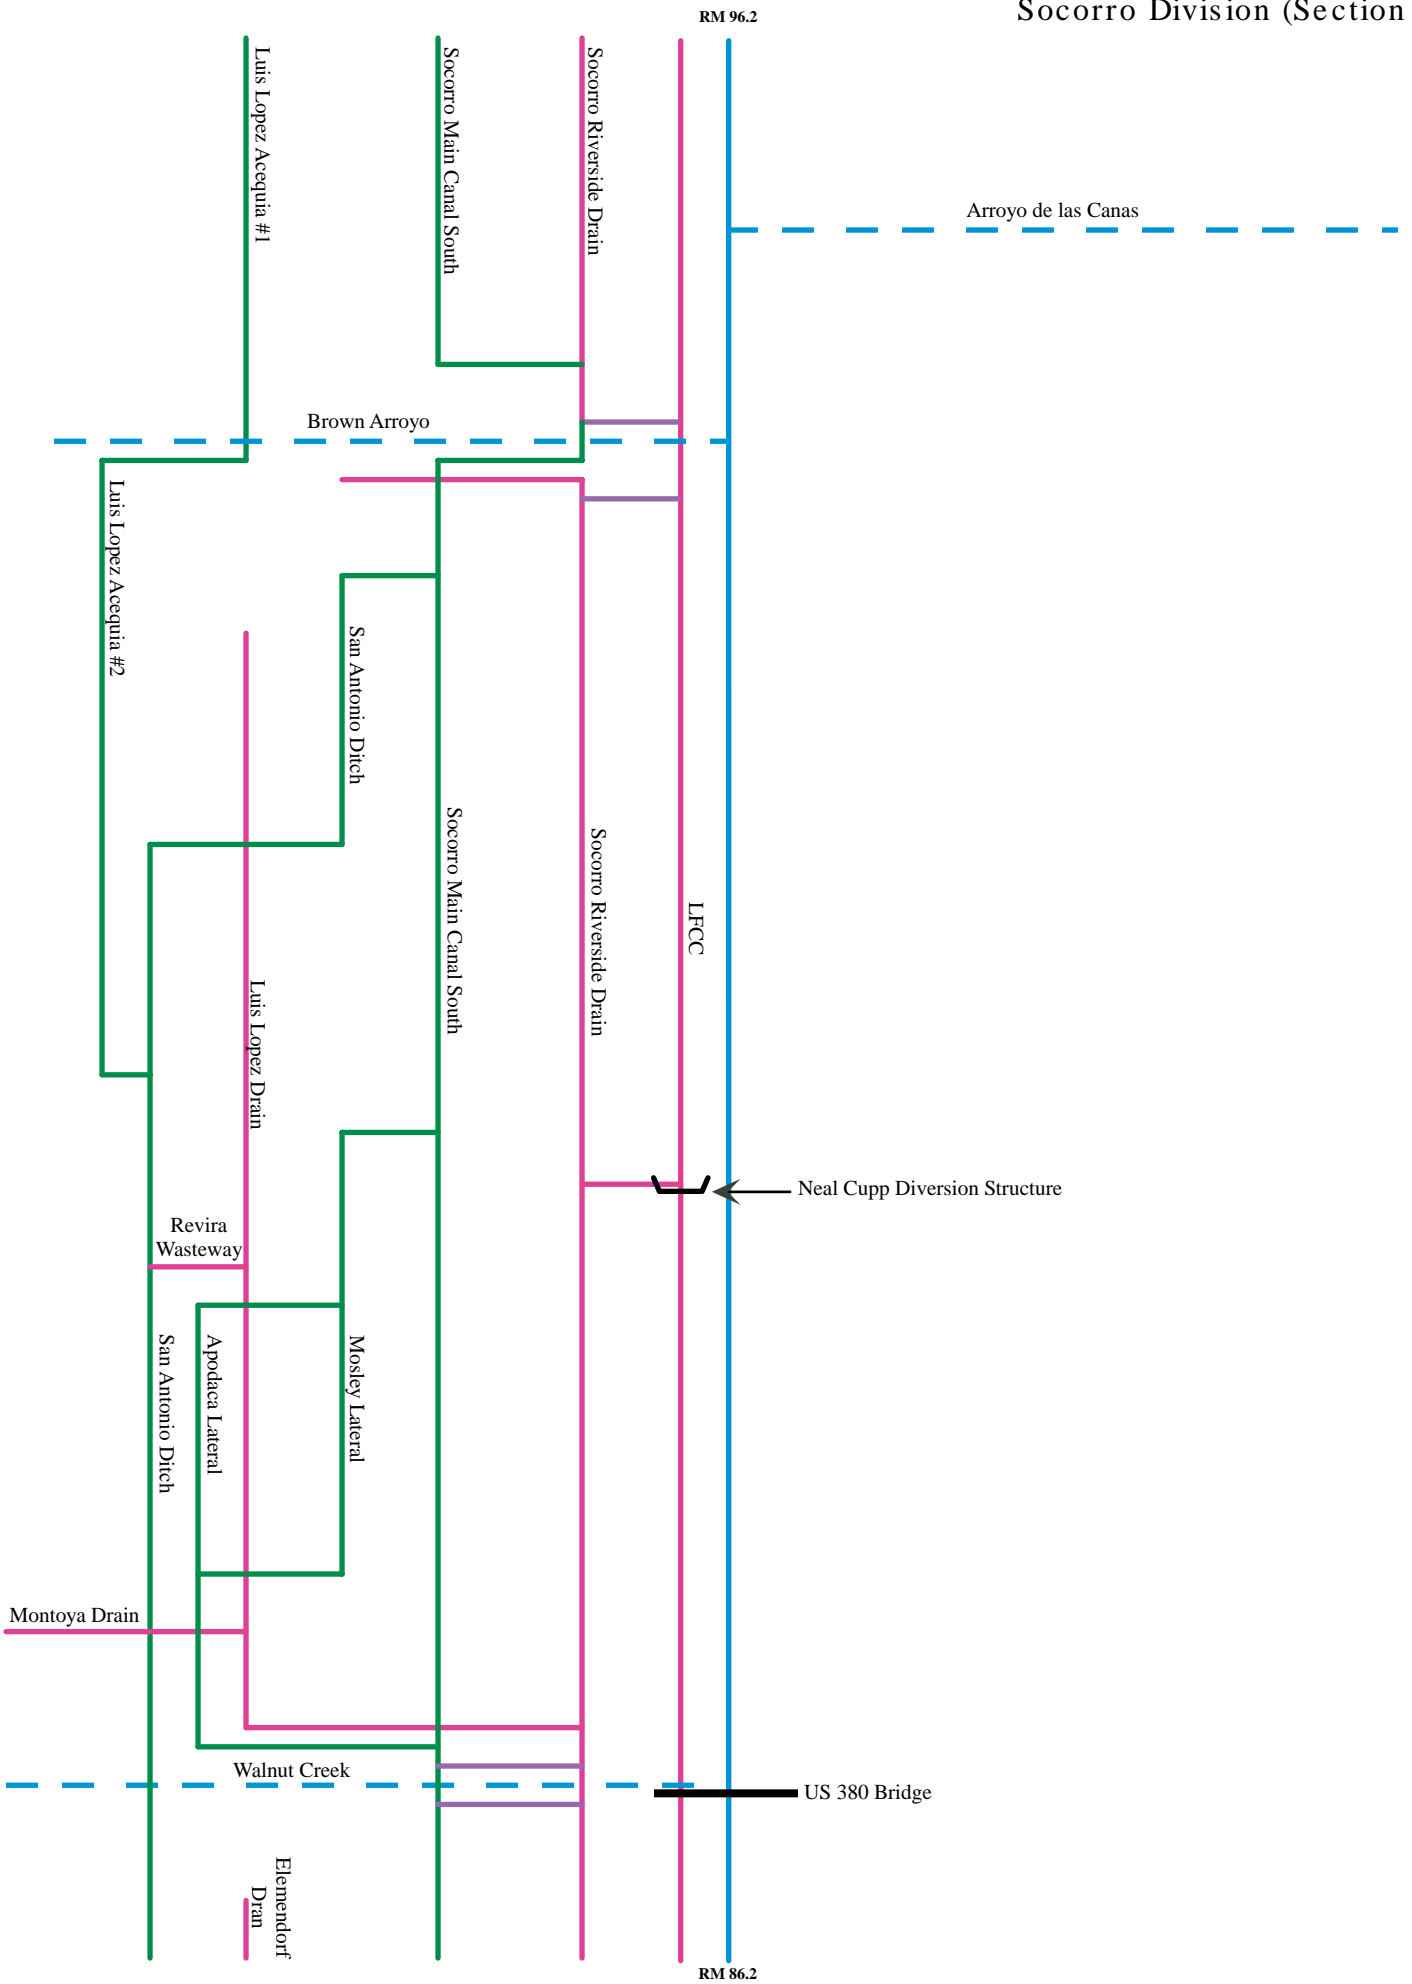 Socorro Division (Section
RM 96.2
Luis Lopez Acequia #1
Socorro Main Canal South
Socorro Riverside Drain
Arroyo de las Canas
Brown Arroyo
Luis Lopez Acequia #2
San Antonio Ditch
Socorro Main Canal South
Socorro Riverside Drain
LFCC
Luis Lopez Drain
Neal Cupp Diversion Structure
Revira
Wasteway
San Antonio Ditch
Apodaca Lateral
Mosley Lateral
Montoya Drain
Walnut Creek
US 380 Bridge
Elemendorf
Dran
RM 86.2